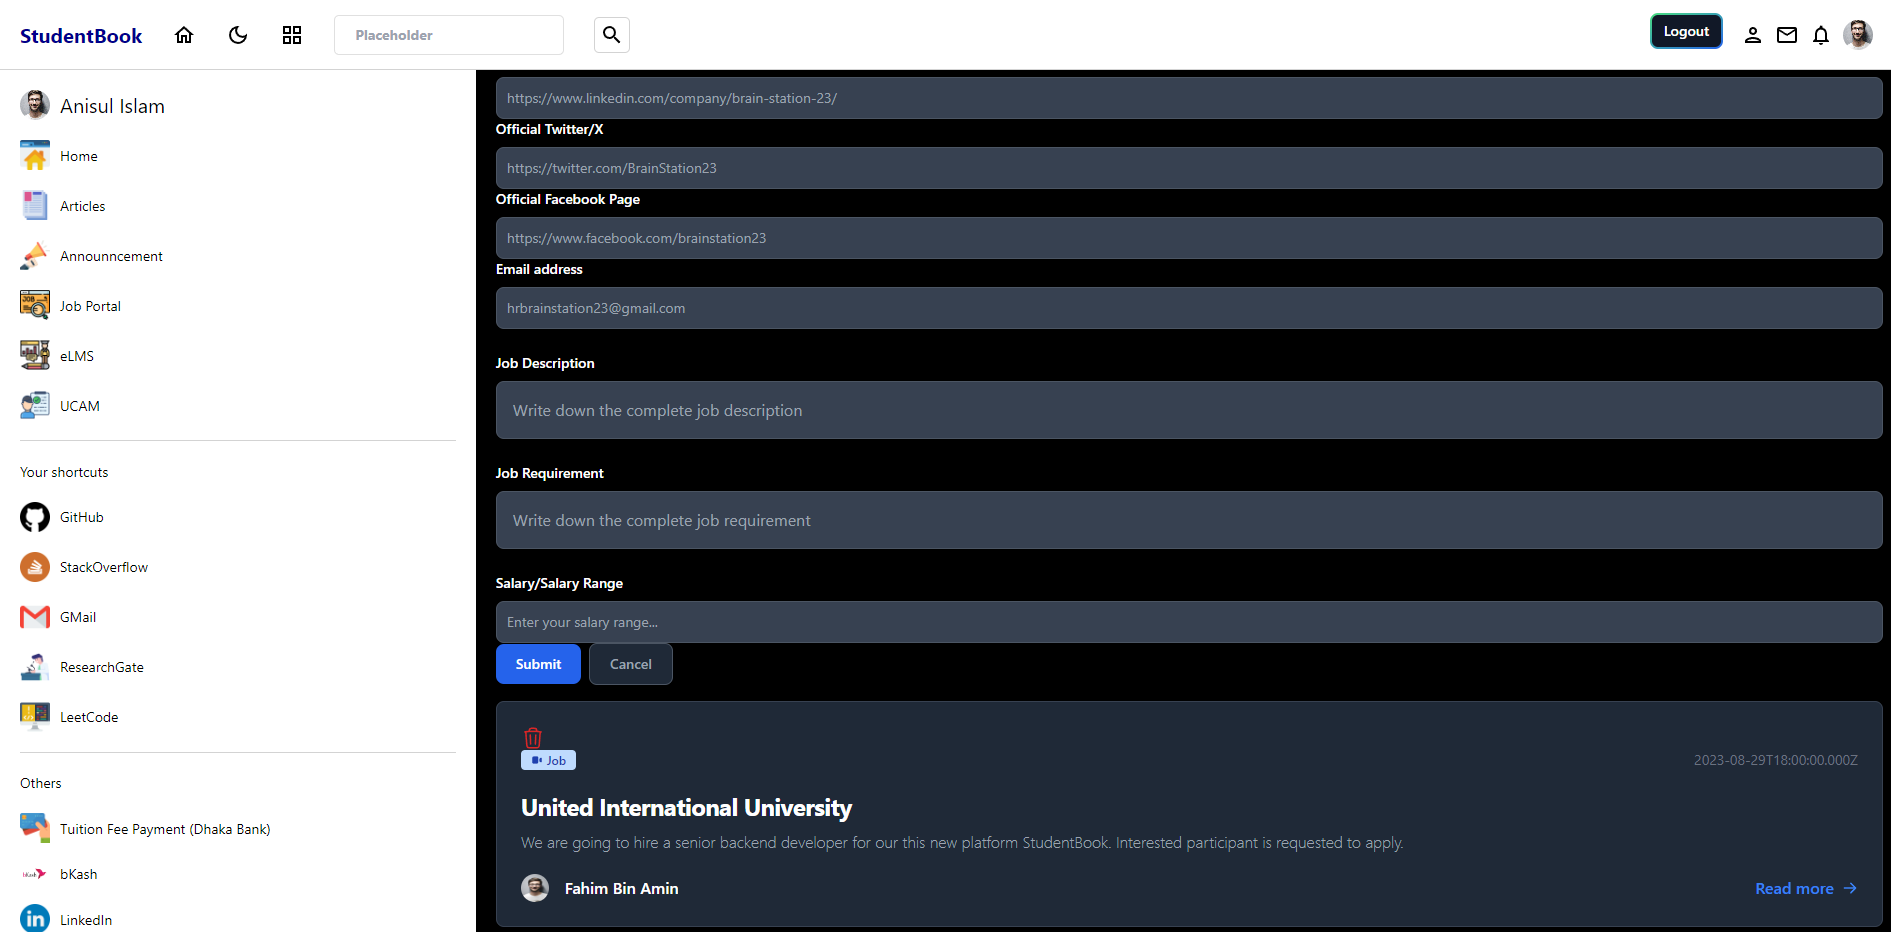 StudentBook
Placeholder
Logout
Anisul Islam
Home
Articles
Announncement
Job Portal
eLMS
UCAM
Your shortcuts
GitHub
StackOverflow
GMail
ResearchGate
LeetCode
Others
Tuition Fee Payment (Dhaka Bank)
bKash
LinkedIn
https://www.linkedin.com/company/brain-station-23/
Official Twitter/X
https://twitter.com/BrainStation23
Official Facebook Page
https://www.facebook.com/brainstation23
Email address
hrbrainstation23@gmail.com
Job Description
Write down the complete job description
Job Requirement
Write down the complete job requirement
Salary/Salary Range
Enter your salary range...
Submit
Cancel
Job
2023-08-29T18:00:00.000Z
United International University
We are going to hire a senior backend developer for our this new platform StudentBook. Interested participant is requested to apply.
Fahim Bin Amin
Read more